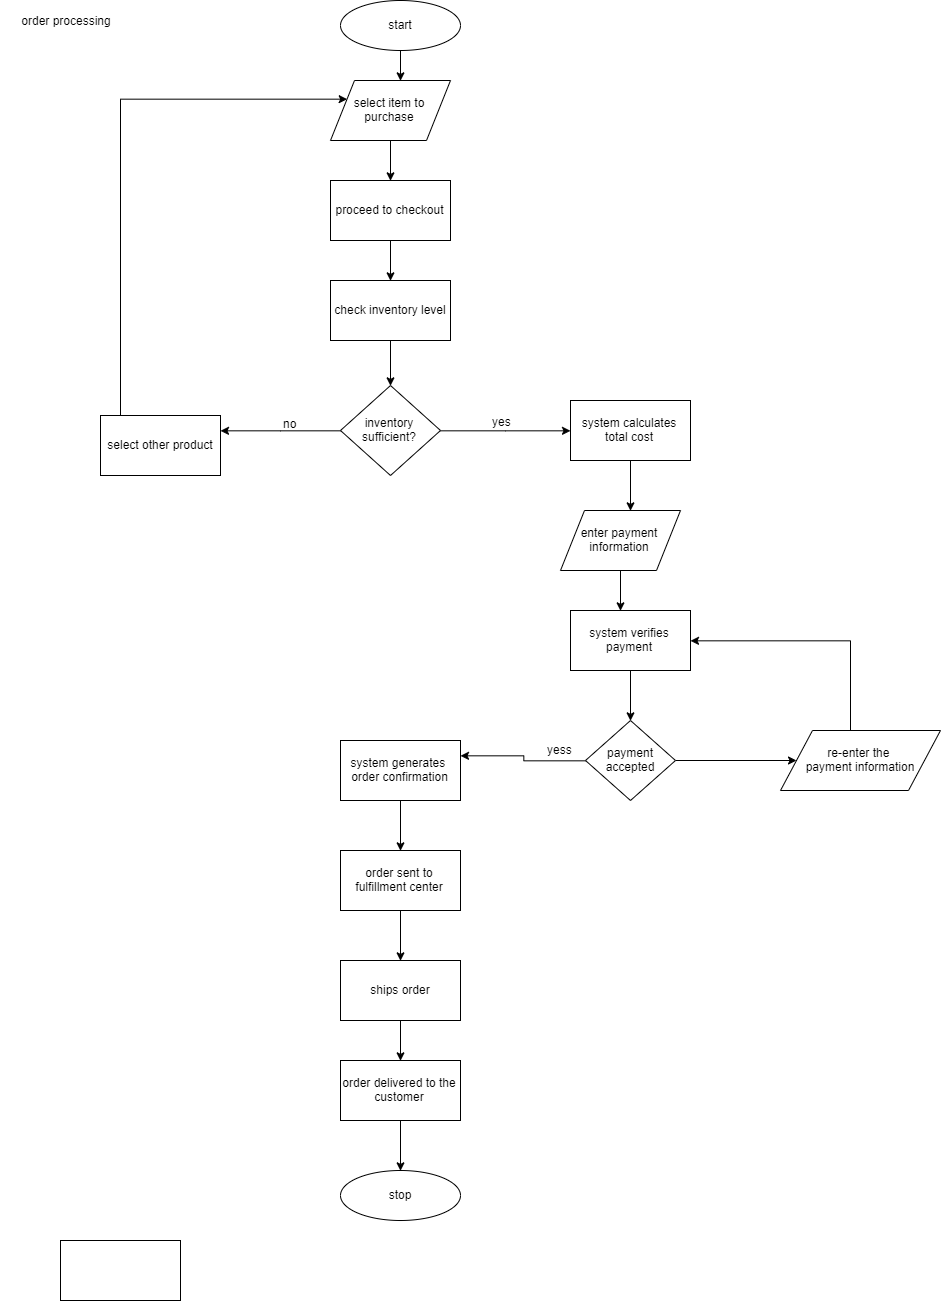 order processing
start
select item to
purchase
proceed to checkout
check inventory level
inventory
sufficient?
no
yes
select other product
system calculates
total cost
enter payment
information
system verifies
payment
payment
accepted
yess
re-enter the
payment information
system generates
order confirmation
order sent to
fulfillment center
ships order
order delivered to the
customer
stop